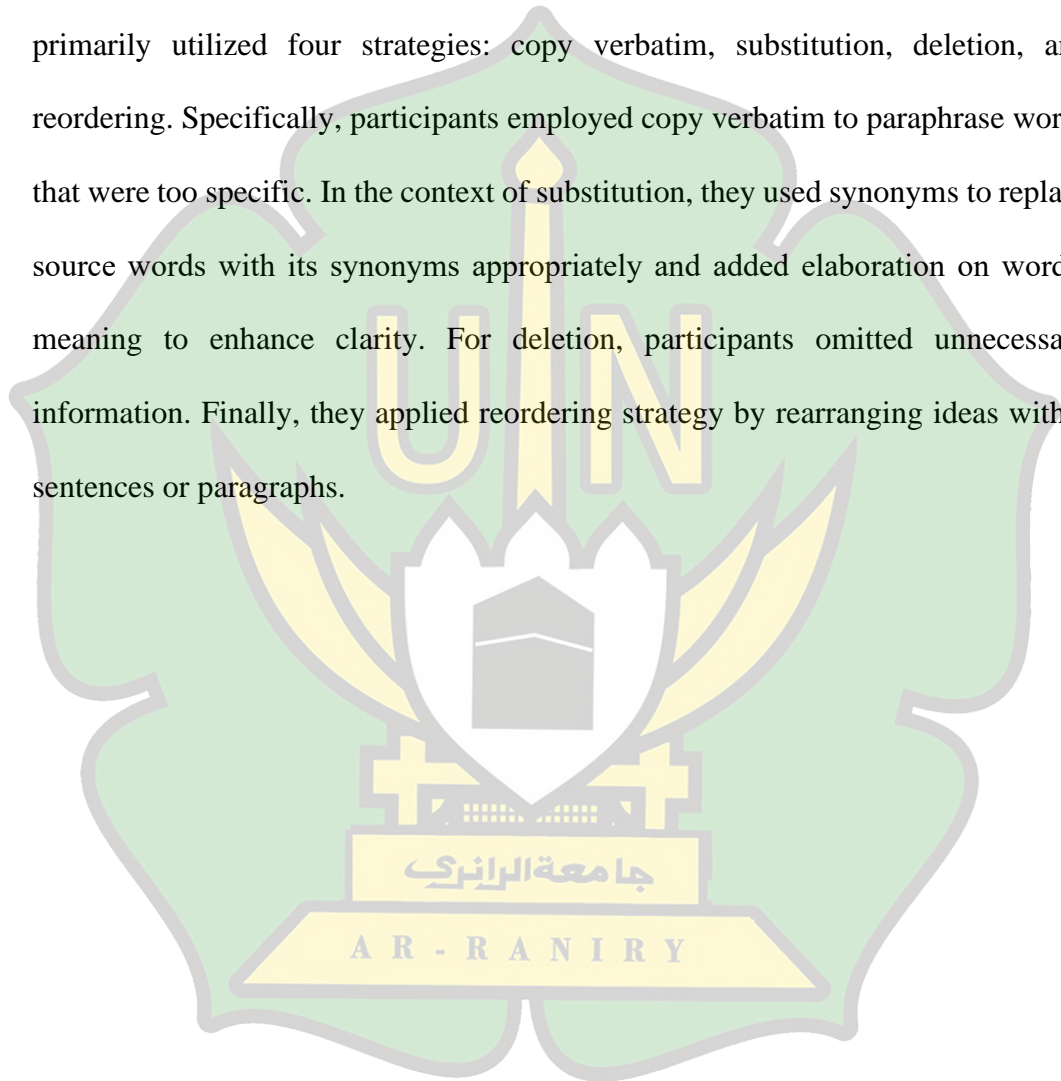 primarily utilized four strategies: copy verbatim, substitution, deletion, a
reordering. Specifically, participants employed copy verbatim to paraphrase wor
that were too specific. In the context of substitution, they used synonyms to repla
source words with its synonyms appropriately and added elaboration on word
meaning to enhance clarity. For deletion, participants omitted unnecessa
information. Finally, they applied reordering strategy by rearranging ideas with
sentences or paragraphs.
UIN
جامعة الرانري
AR-RANIRY